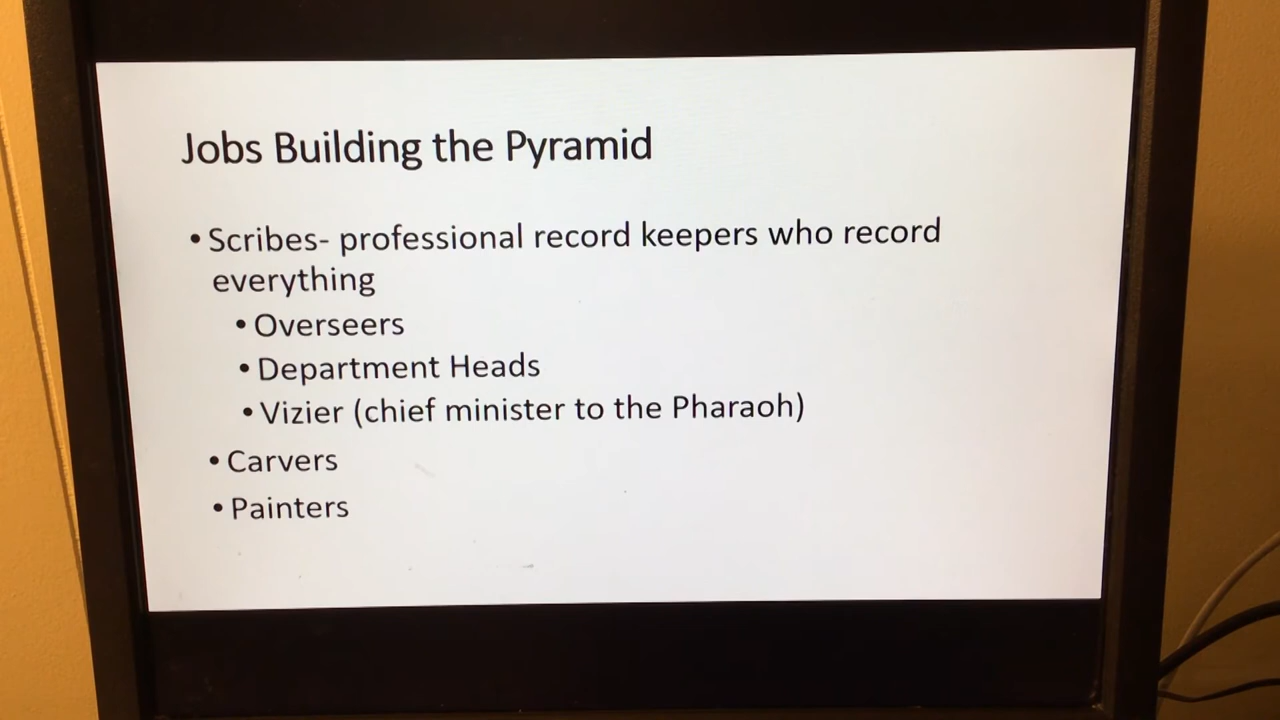 Jobs Building the Pyramid
• Scribes- professional record keepers who record
everything
• Overseers
• Department Heads
• Vizier (chief minister to the Pharaoh)
• Carvers
• Painters